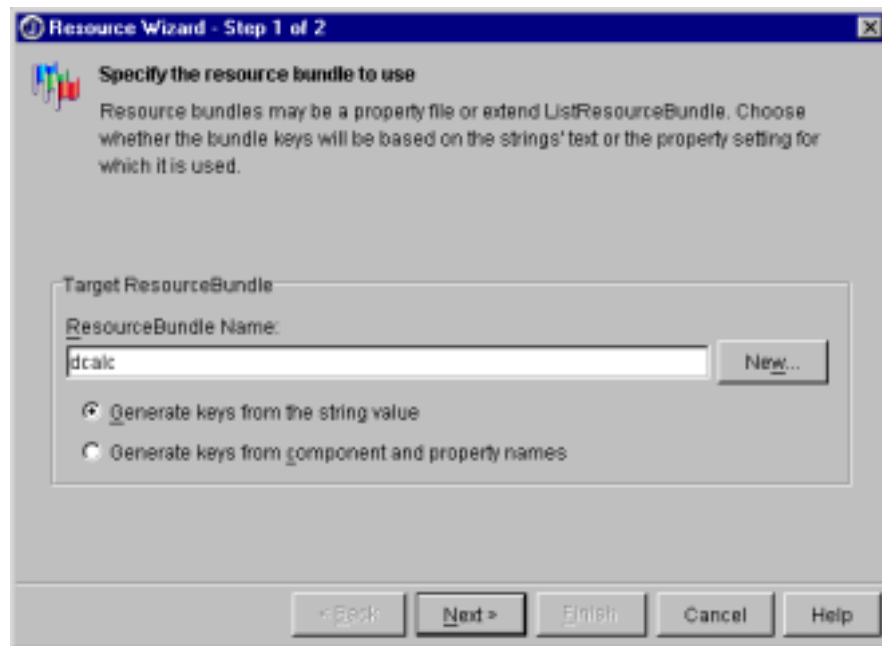 Resource Wizard - Step 1 of 2
Specify the resource bundle to use
Resource bundles may be a property file or extend ListResourceBundle. Choose
whether the bundle keys will be based on the strings' text or the property setting for
which it is used.
Target ResourceBundle
ResourceBundle Name:
dcalc
New...
Generate keys from the string value
Generate keys from component and property names
< Back
Next >
Finish
Cancel
Help